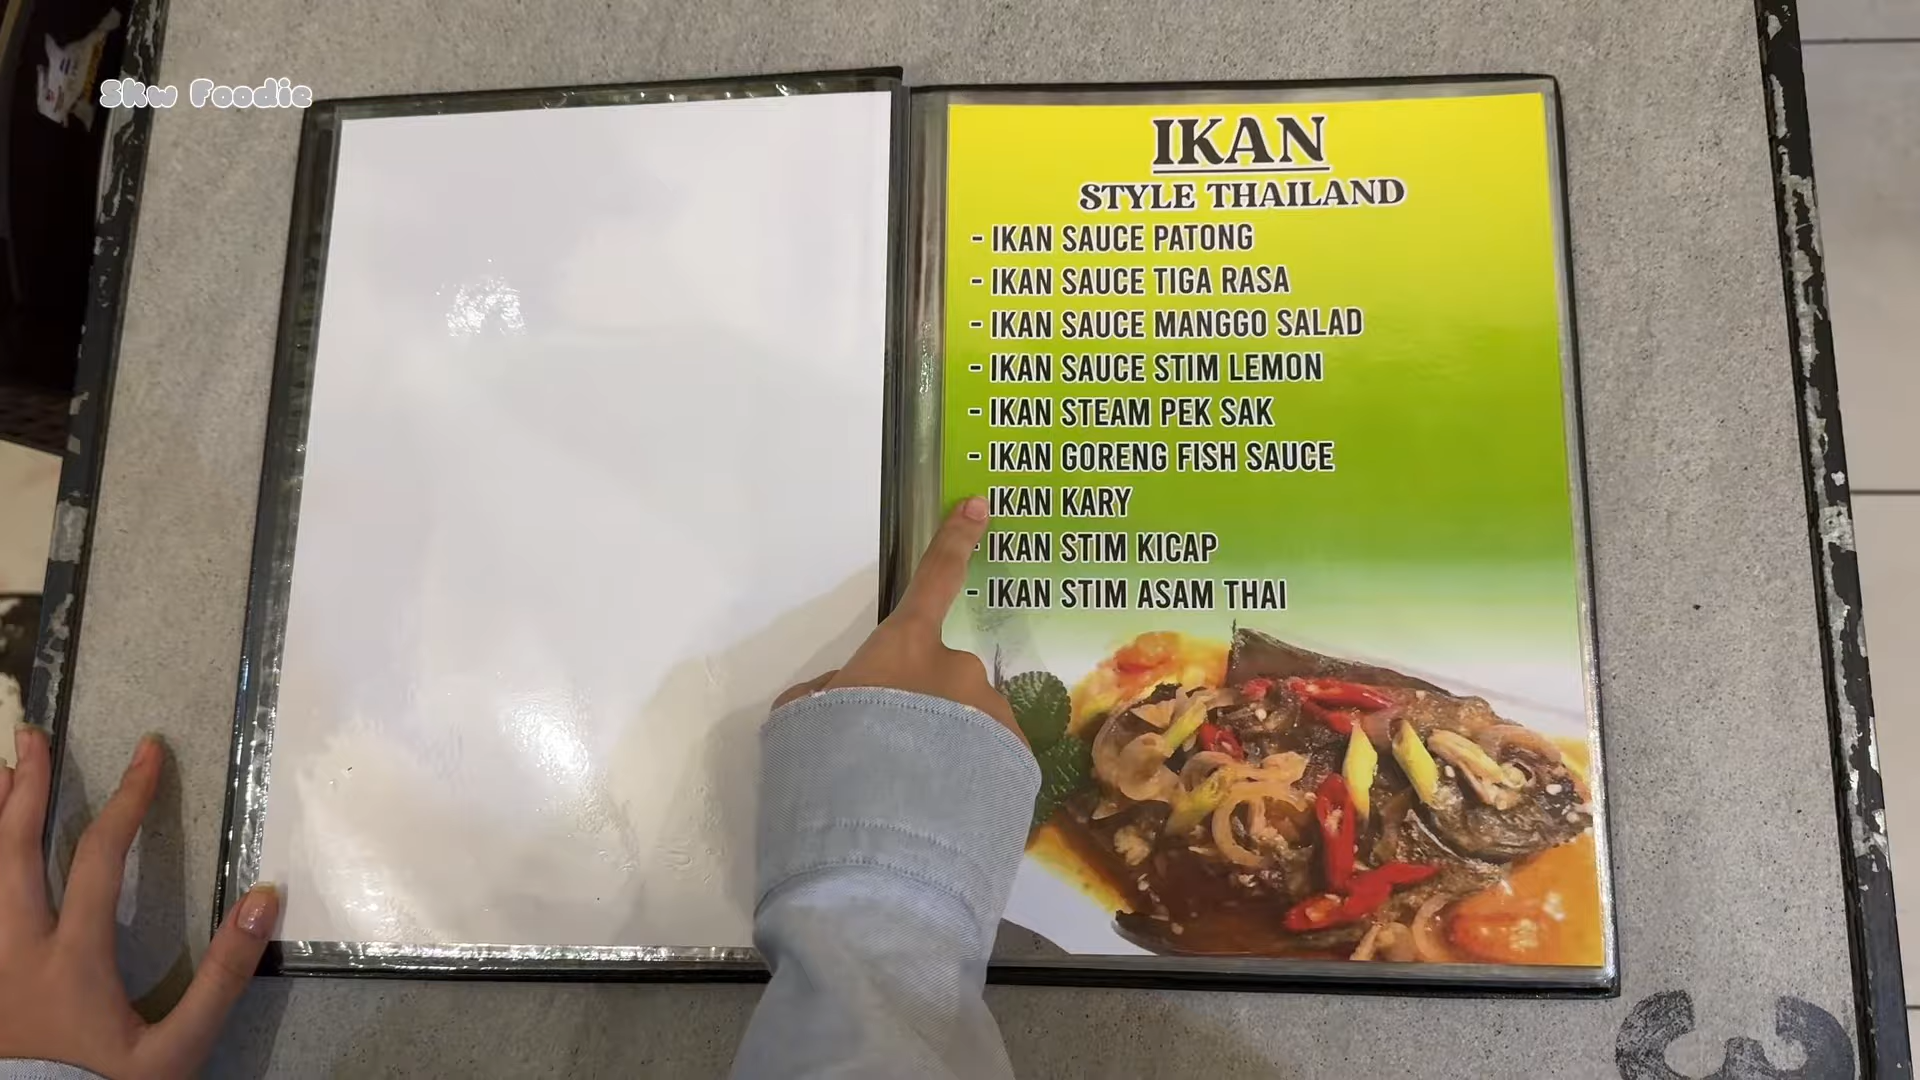 Skw Foodie
IKAN
STYLE THAILAND
- IKAN SAUCE PATONG
- IKAN SAUCE TIGA RASA
- IKAN SAUCE MANGGO SALAD
- IKAN SAUCE STIM LEMON
- IKAN STEAM PEK SAK
- IKAN GORENG FISH SAUCE
IKAN KARY
- IKAN STIM KICAP
- IKAN STIM ASAM THAI
3